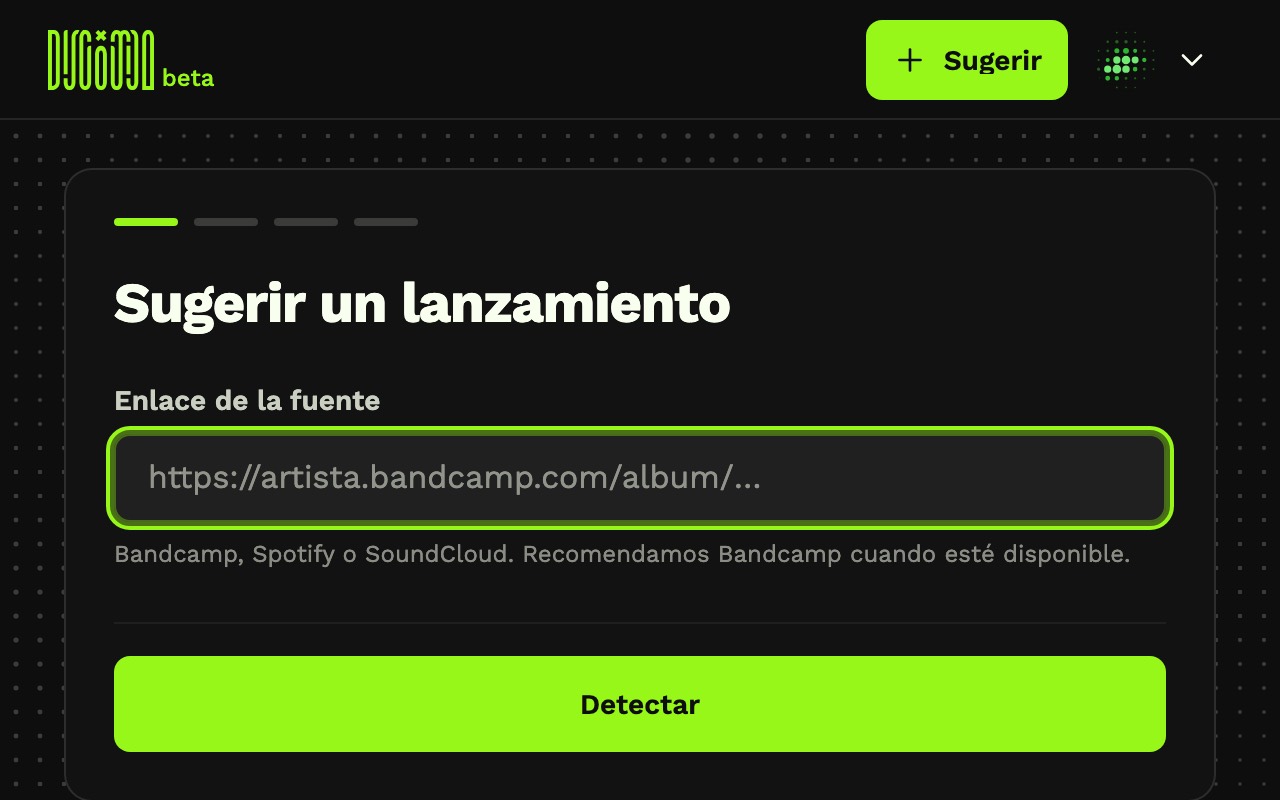 beta
Sugerir
Sugerir un lanzamiento
Enlace de la fuente
https://artista.bandcamp.com/album/...
Bandcamp, Spotify o SoundCloud. Recomendamos Bandcamp cuando esté disponible.
Detectar